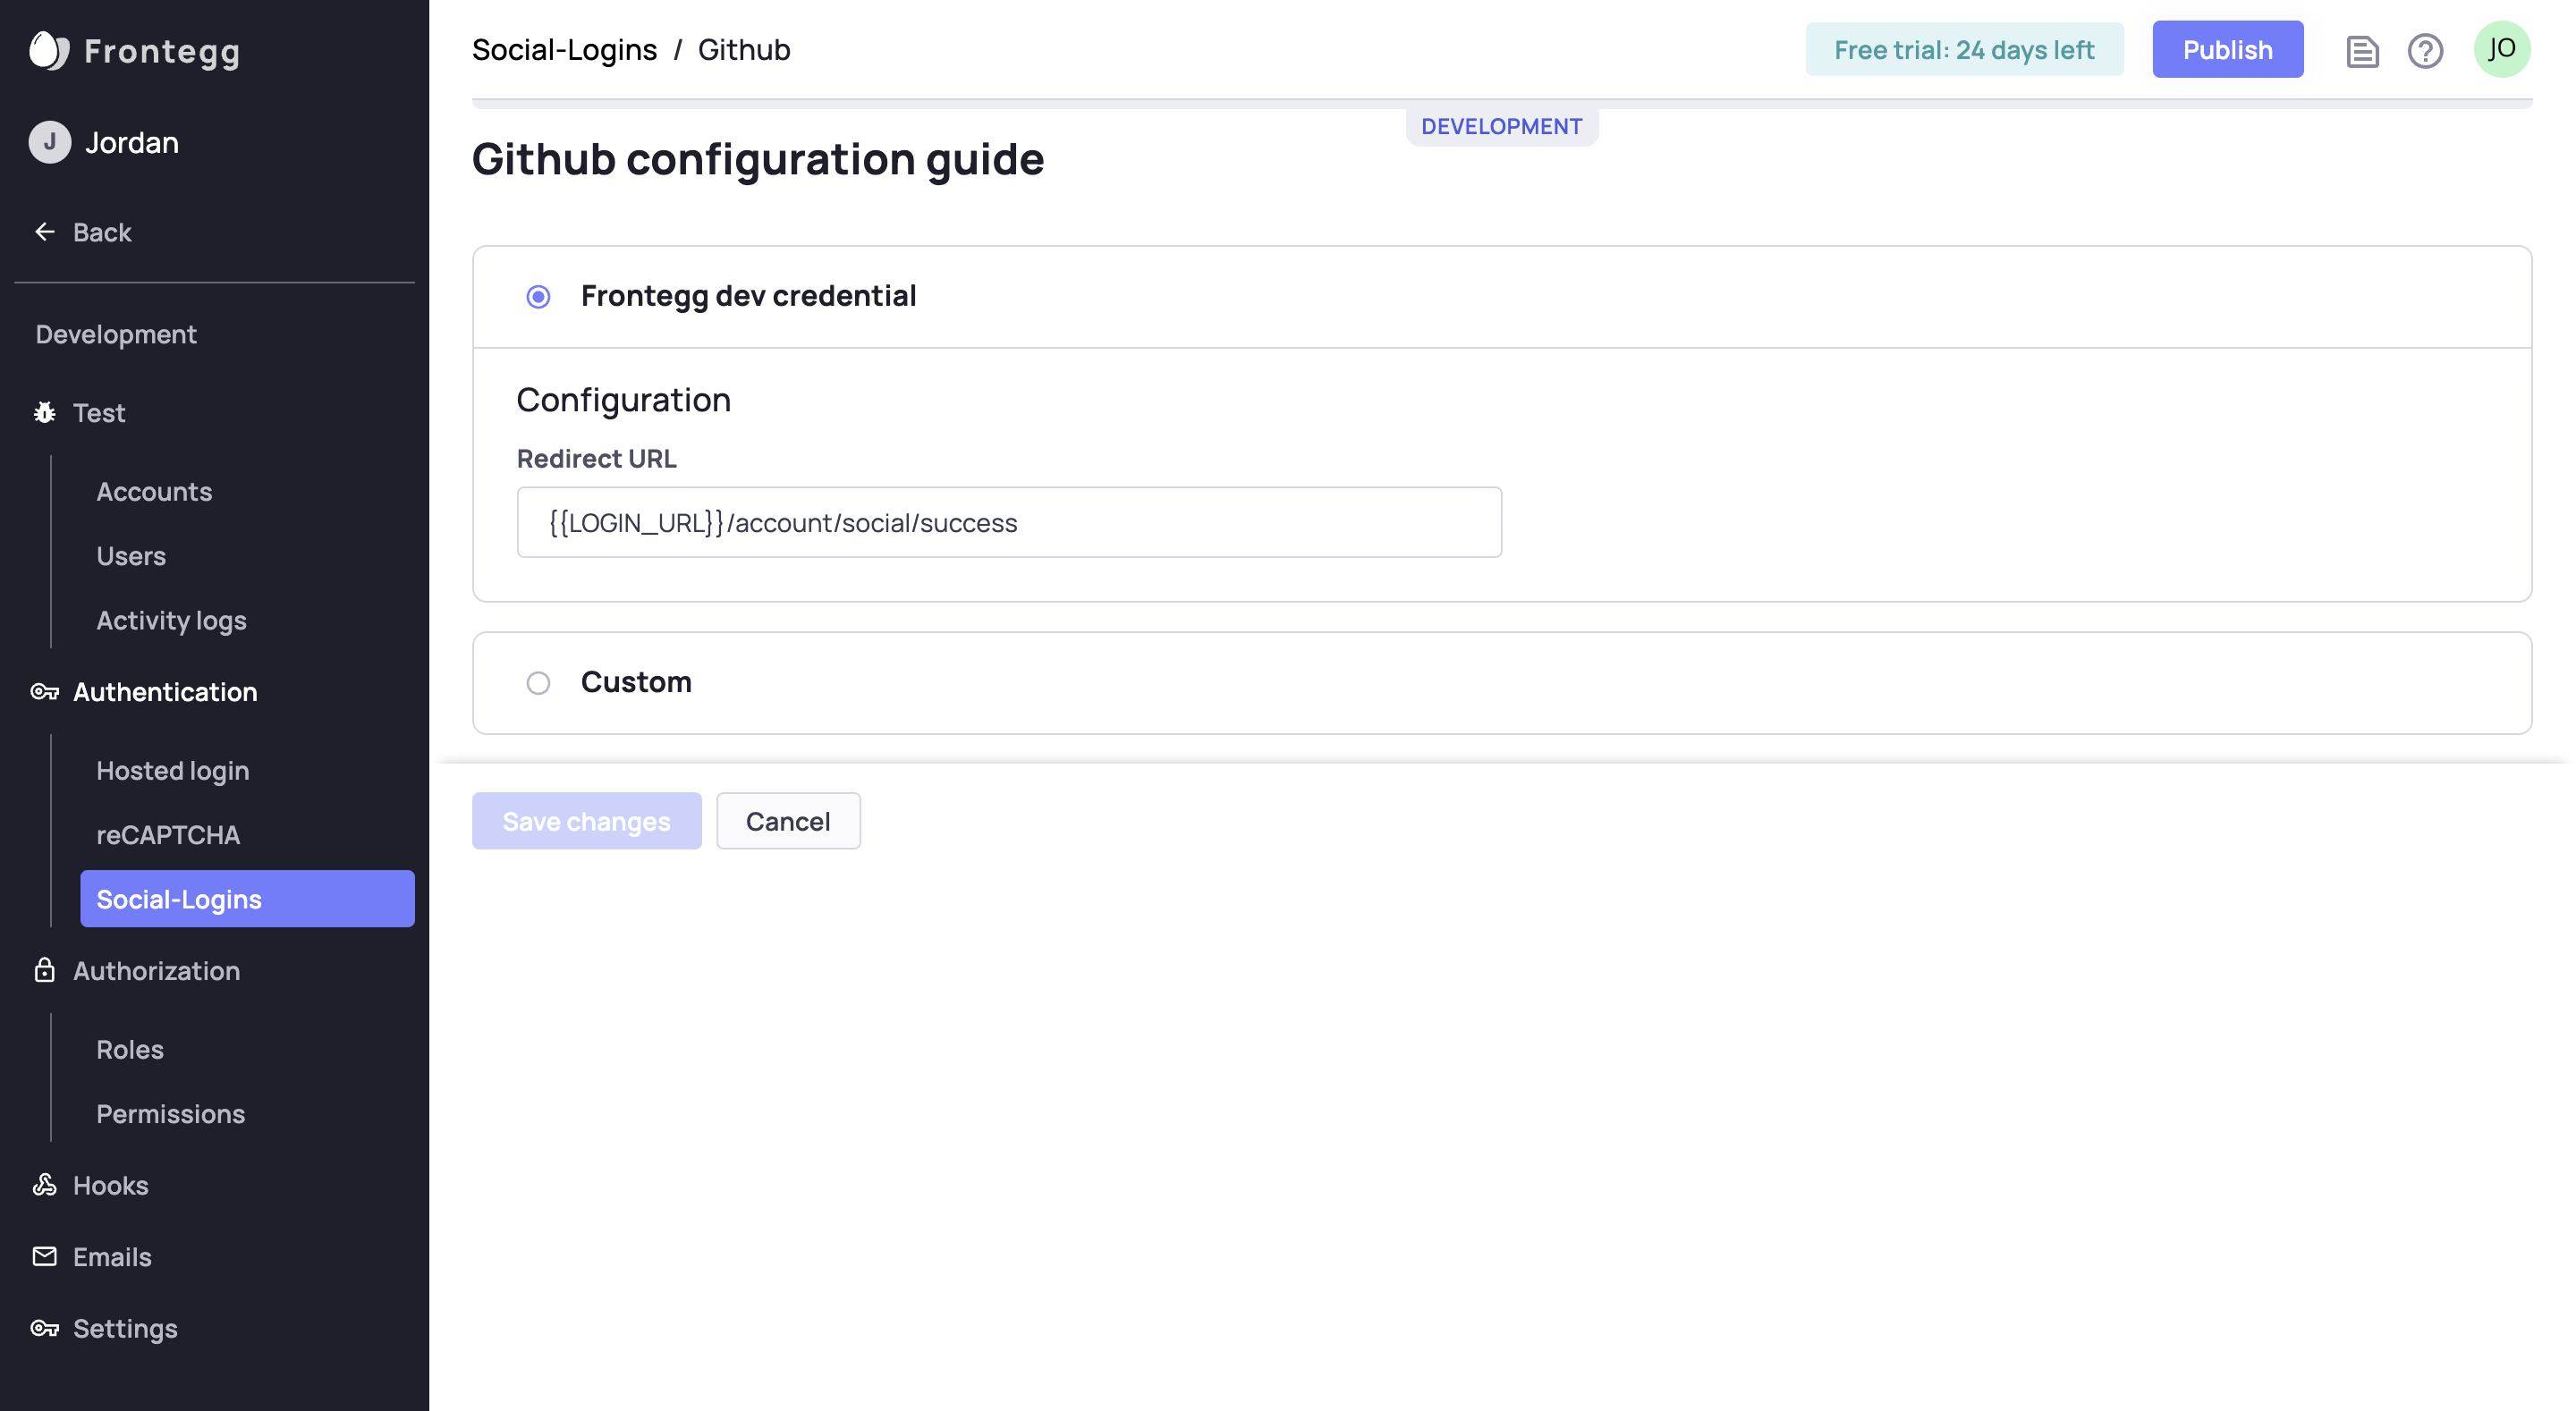 Frontegg
J Jordan
Back
Development
Test
Accounts
Users
Activity logs
Authentication
Hosted login
reCAPTCHA
Social-Logins
Authorization
Roles
Permissions
Hooks
Emails
Settings
Social-Logins / Github
Free trial: 24 days left
Publish
JO
DEVELOPMENT
Github configuration guide
Frontegg dev credential
Configuration
Redirect URL
{{LOGIN_URL}}/account/social/success
Custom
Save changes
Cancel